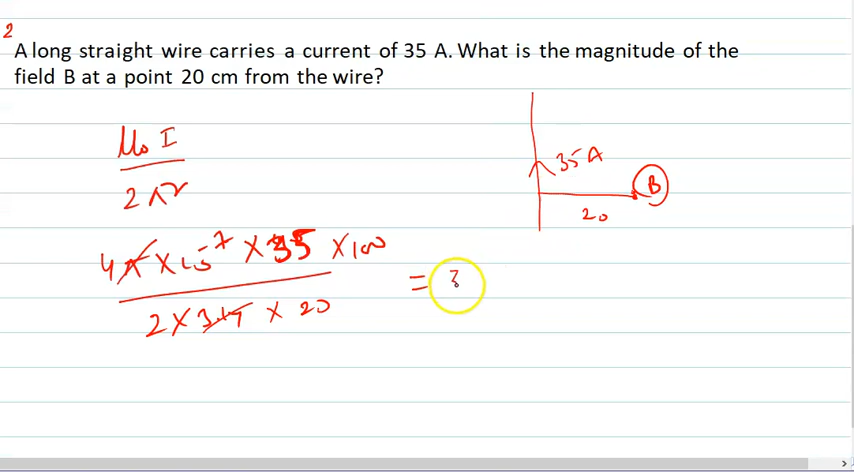 2
A long straight wire carries a current of 35 A. What is the magnitude of the
field B at a point 20 cm from the wire?
μ₀ I
2πr
35A
B
20
4π × 10⁻⁷ × 35 × 100
2 × 3.14 × 20
= 3